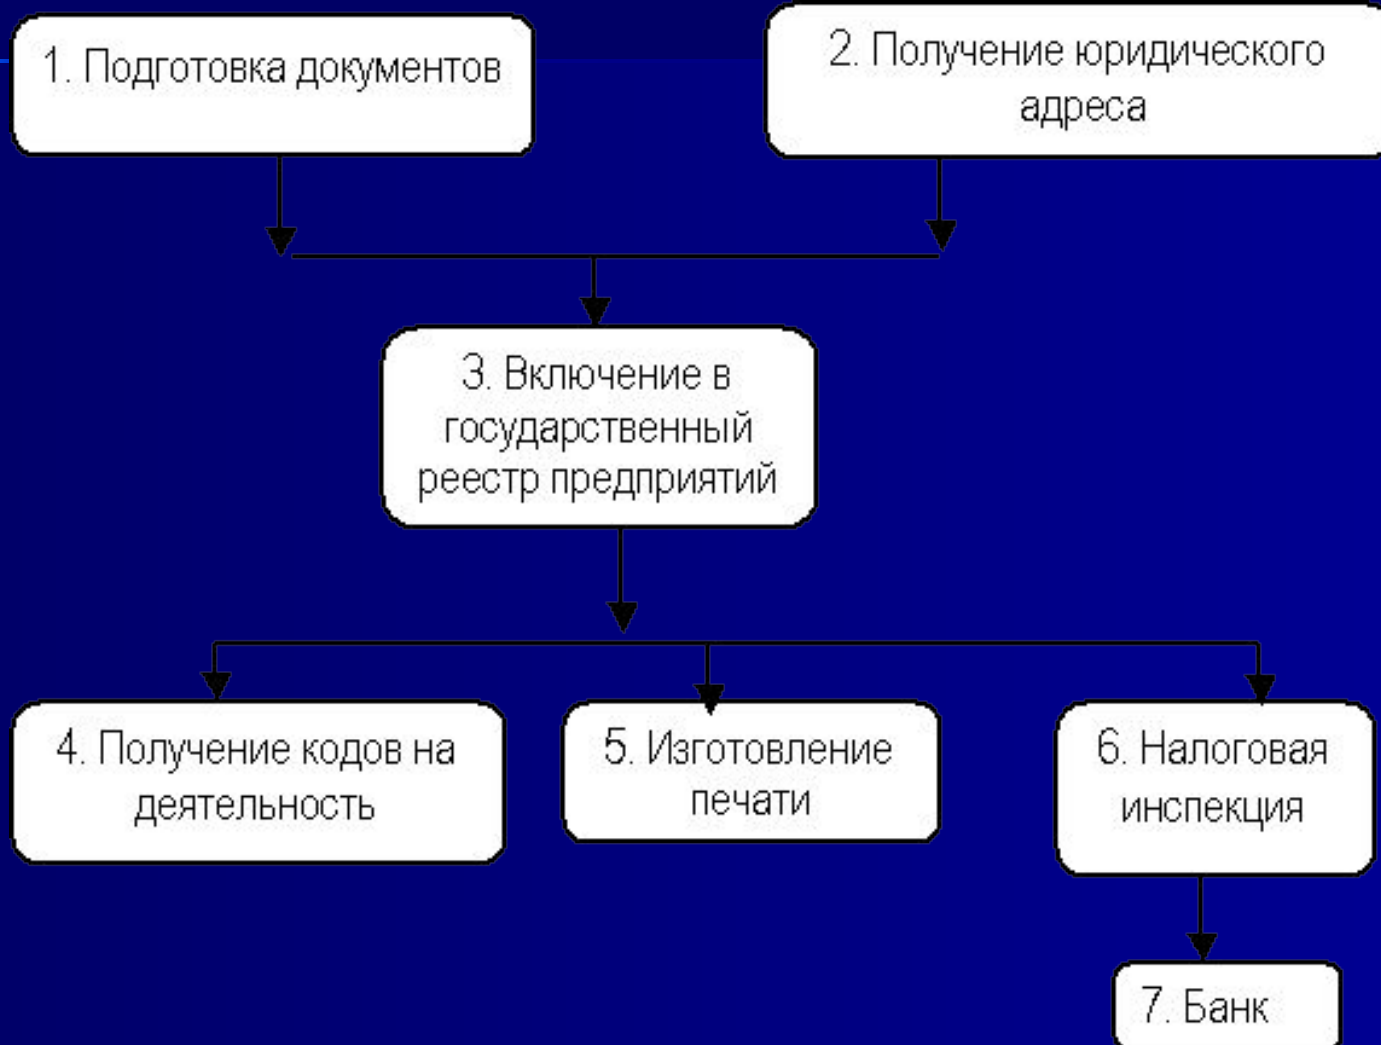 1. Подготовка документов
2. Получение юридического
адреса
3. Включение в
государственный
реестр предприятий
4. Получение кодов на
деятельность
5. Изготовление
печати
6. Налоговая
инспекция
7. Банк